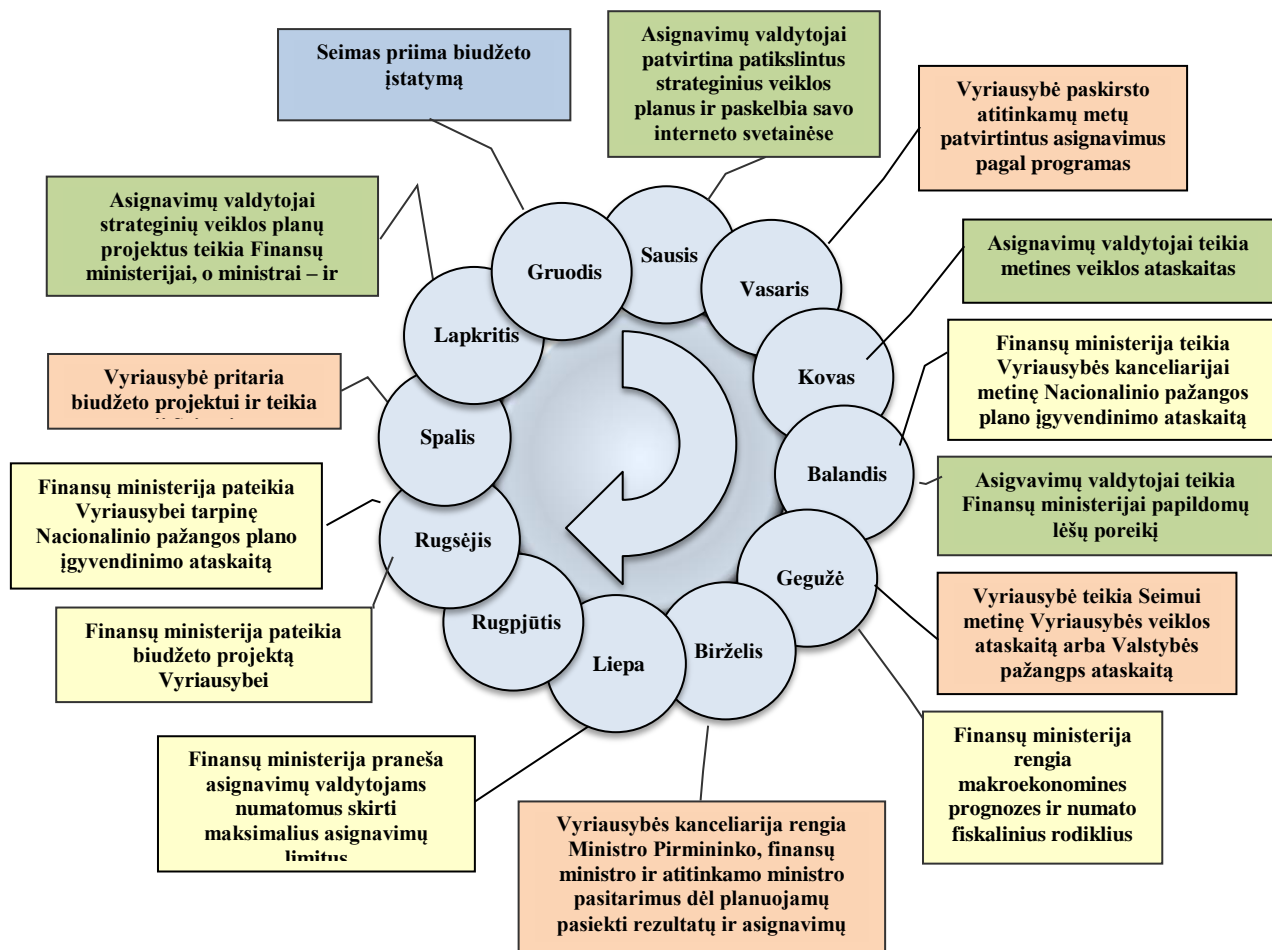 Seimas priima biudžeto
įstatymą
Asignavimų valdytojai
patvirtina patikslintus
strateginius veiklos
planus ir paskelbia savo
interneto svetainėse
Vyriausybė paskirsto
atitinkamų metų
patvirtintus asignavimus
pagal programas
Asignavimų valdytojai teikia
metines veiklos ataskaitas
Finansų ministerija teikia
Vyriausybės kanceliarijai
metinę Nacionalinio pažangos
plano įgyvendinimo ataskaitą
Asigvavimų valdytojai teikia
Finansų ministerijai papildomų
lėšų poreikį
Vyriausybė teikia Seimui
metinę Vyriausybės veiklos
ataskaitą arba Valstybės
pažangps ataskaitą
Finansų ministerija
rengia
makroekonomines
prognozes ir numato
fiskalinius rodiklius
Vyriausybės kanceliarija rengia
Ministro Pirmininko, finansų
ministro ir atitinkamo ministro
pasitarimus dėl planuojamų
pasiekti rezultatų ir asignavimų
Finansų ministerija praneša
asignavimų valdytojams
numatomus skirti
maksimalius asignavimų
limitus
Finansų ministerija pateikia
biudžeto projektą
Vyriausybei
Finansų ministerija pateikia
Vyriausybei tarpinę
Nacionalinio pažangos plano
įgyvendinimo ataskaitą
Vyriausybė pritaria
biudžeto projektui ir teikia
Asignavimų valdytojai
strateginių veiklos planų
projektus teikia Finansų
ministerijai, o ministrai – ir
Sausis
Vasaris
Kovas
Balandis
Gegužė
Birželis
Liepa
Rugpjūtis
Rugsėjis
Spalis
Lapkritis
Gruodis